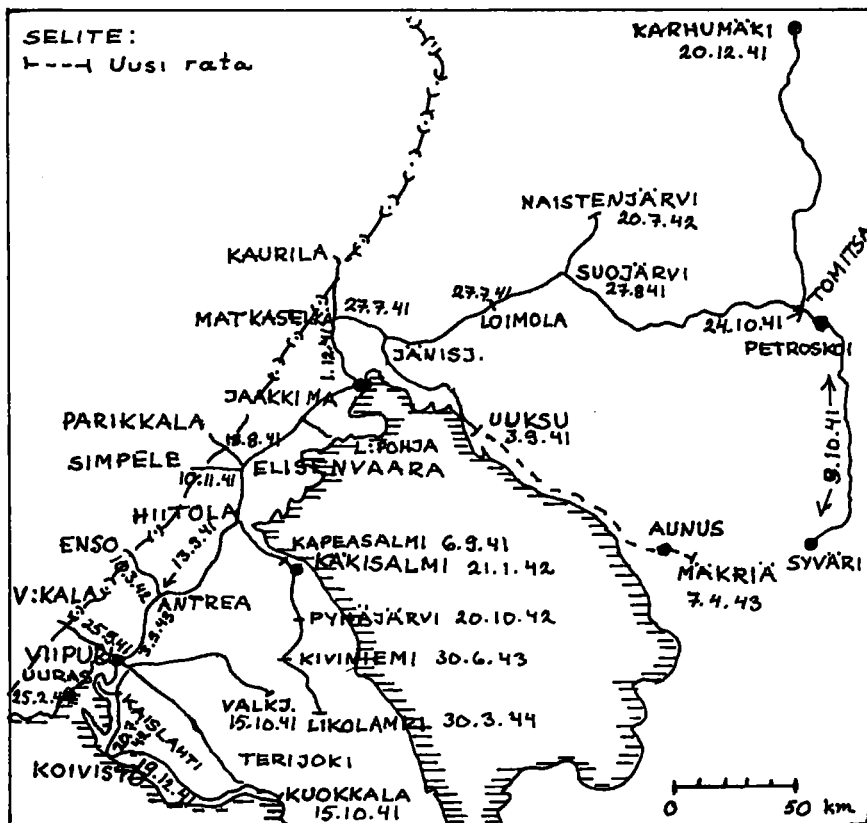 SELITE:
Uusi rata
KARHUMÄKI
20.12.41
NAISTENJÄRVI
20.7.42
KAURILA
SUOJÄRVI
27.8.41
TOMITSA
27.7.41
27.7.41
LOIMOLA
24.10.41
MATKASELKÄ
PETROSKOI
JÄNISJ.
1.12.41
JAAKKIMA
PARIKKALA
UUKSU
3.9.41
L:POHJA
SIMPELE
ELISENVAARA
10.11.41
9.10.41
HIITOLA
ENSO
13.9.41
KAPEASALMI 6.9.41
AUNUS
KÄKISALMI 21.1.42
MÄKRIÄ
7.4.43
SYVÄRI
V:KALA
ANTREA
25.9.41
3.9.43
PYHÄJÄRVI 20.10.42
VIIPURI
KIVINIEMI 30.6.43
UURAS
VALKJ.
15.10.41
LIKOLAMPI 30.3.44
KAISLAHTI
TERIJOKI
KOIVISTO
19.12.41
KUOKKALA
15.10.41
0 50 km